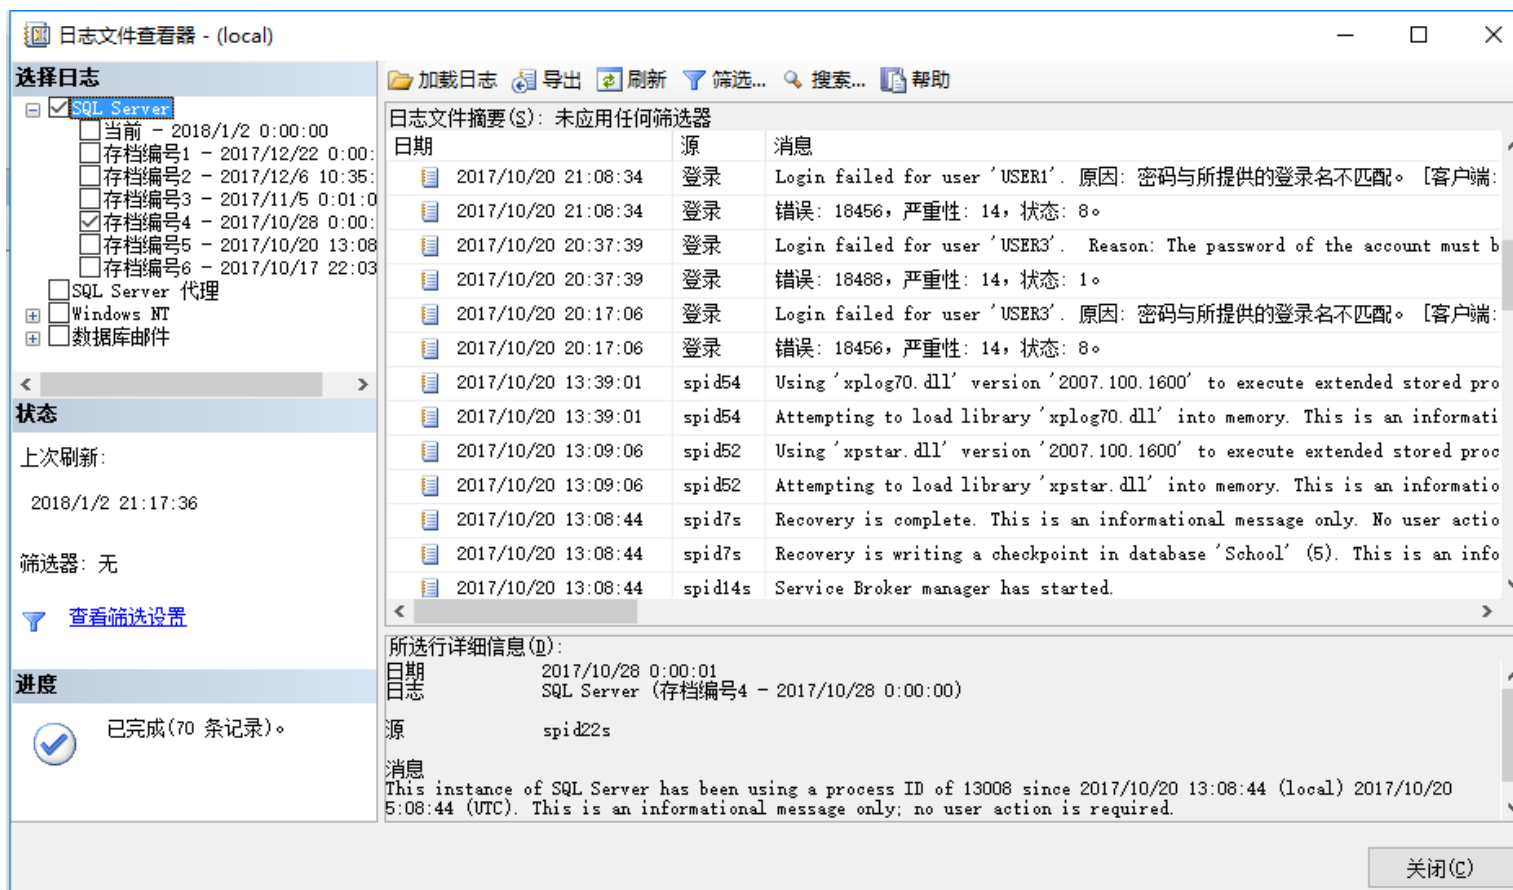 日志文件查看器 - (local)
选择日志
SQL Server
当前 - 2018/1/2 0:00:00
存档编号1 - 2017/12/22 0:00:
存档编号2 - 2017/12/6 10:35:
存档编号3 - 2017/11/5 0:01:0
存档编号4 - 2017/10/28 0:00:
存档编号5 - 2017/10/20 13:08
存档编号6 - 2017/10/17 22:03
SQL Server 代理
Windows NT
数据库邮件
状态
上次刷新:
2018/1/2 21:17:36
筛选器: 无
查看筛选设置
进度
已完成(70 条记录)。
加载日志 导出 刷新 筛选... 搜索... 帮助
日志文件摘要(S): 未应用任何筛选器
日期 源 消息
2017/10/20 21:08:34 登录 Login failed for user 'USER1'. 原因: 密码与所提供的登录名不匹配。 [客户端:
2017/10/20 21:08:34 登录 错误: 18456，严重性: 14，状态: 8。
2017/10/20 20:37:39 登录 Login failed for user 'USER3'.  Reason: The password of the account must b
2017/10/20 20:37:39 登录 错误: 18488，严重性: 14，状态: 1。
2017/10/20 20:17:06 登录 Login failed for user 'USER3'. 原因: 密码与所提供的登录名不匹配。 [客户端:
2017/10/20 20:17:06 登录 错误: 18456，严重性: 14，状态: 8。
2017/10/20 13:39:01 spid54 Using 'xplog70.dll' version '2007.100.1600' to execute extended stored pro
2017/10/20 13:39:01 spid54 Attempting to load library 'xplog70.dll' into memory. This is an informati
2017/10/20 13:09:06 spid52 Using 'xpstar.dll' version '2007.100.1600' to execute extended stored proc
2017/10/20 13:09:06 spid52 Attempting to load library 'xpstar.dll' into memory. This is an informatio
2017/10/20 13:08:44 spid7s Recovery is complete. This is an informational message only. No user actio
2017/10/20 13:08:44 spid7s Recovery is writing a checkpoint in database 'School' (5). This is an info
2017/10/20 13:08:44 spid14s Service Broker manager has started.
所选行详细信息(D):
日期 2017/10/28 0:00:01
日志 SQL Server (存档编号4 - 2017/10/28 0:00:00)
源 spid22s
消息
This instance of SQL Server has been using a process ID of 13008 since 2017/10/20 13:08:44 (local) 2017/10/20
5:08:44 (UTC). This is an informational message only; no user action is required.
关闭(C)